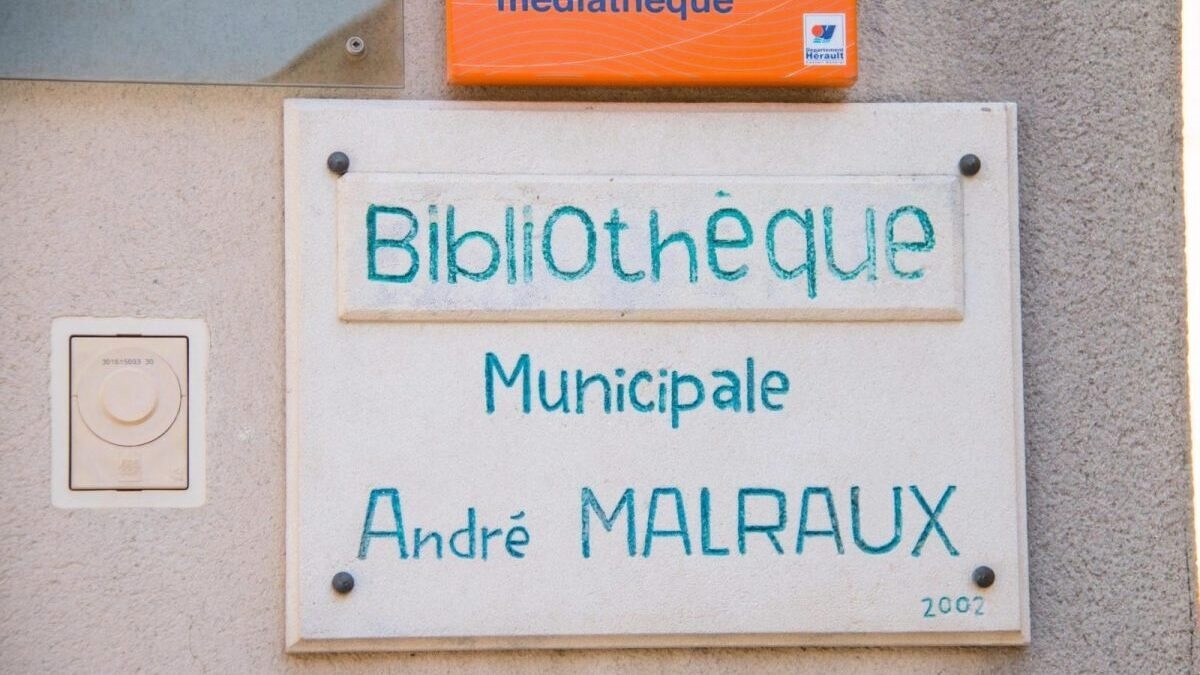 médiathèque
Département
Hérault
Bibliothèque
Municipale
André MALRAUX
2002